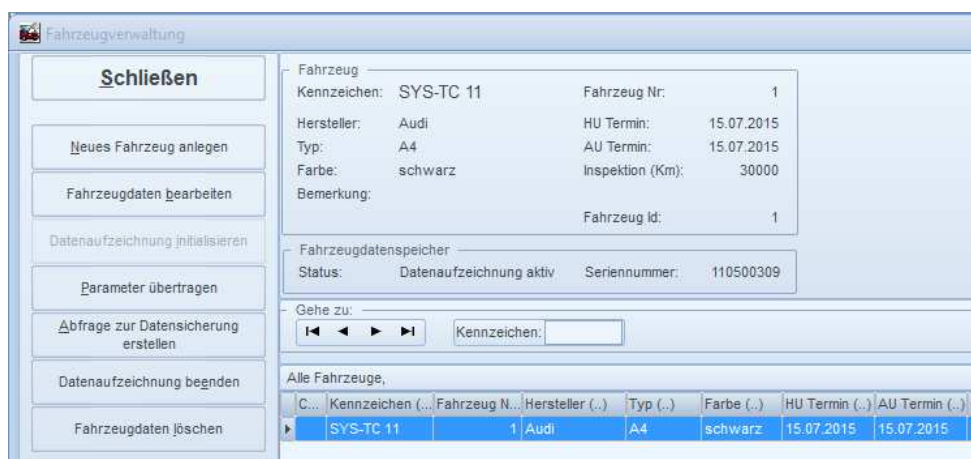 Fahrzeugverwaltung
Schließen
Neues Fahrzeug anlegen
Fahrzeugdaten bearbeiten
Datenaufzeichnung initialisieren
Parameter übertragen
Abfrage zur Datensicherung
erstellen
Datenaufzeichnung beenden
Fahrzeugdaten löschen
Fahrzeug
Kennzeichen: SYS-TC 11 Fahrzeug Nr: 1
Hersteller: Audi HU Termin: 15.07.2015
Typ: A4 AU Termin: 15.07.2015
Farbe: schwarz Inspektion (Km): 30000
Bemerkung:
Fahrzeug Id: 1
Fahrzeugdatenspeicher
Status: Datenaufzeichnung aktiv Seriennummer: 110500309
Gehe zu:
Kennzeichen:
Alle Fahrzeuge,
C... Kennzeichen (... Fahrzeug N... Hersteller (..) Typ (..) Farbe (..) HU Termin (..) AU Termin (..)
SYS-TC 11 1 Audi A4 schwarz 15.07.2015 15.07.2015